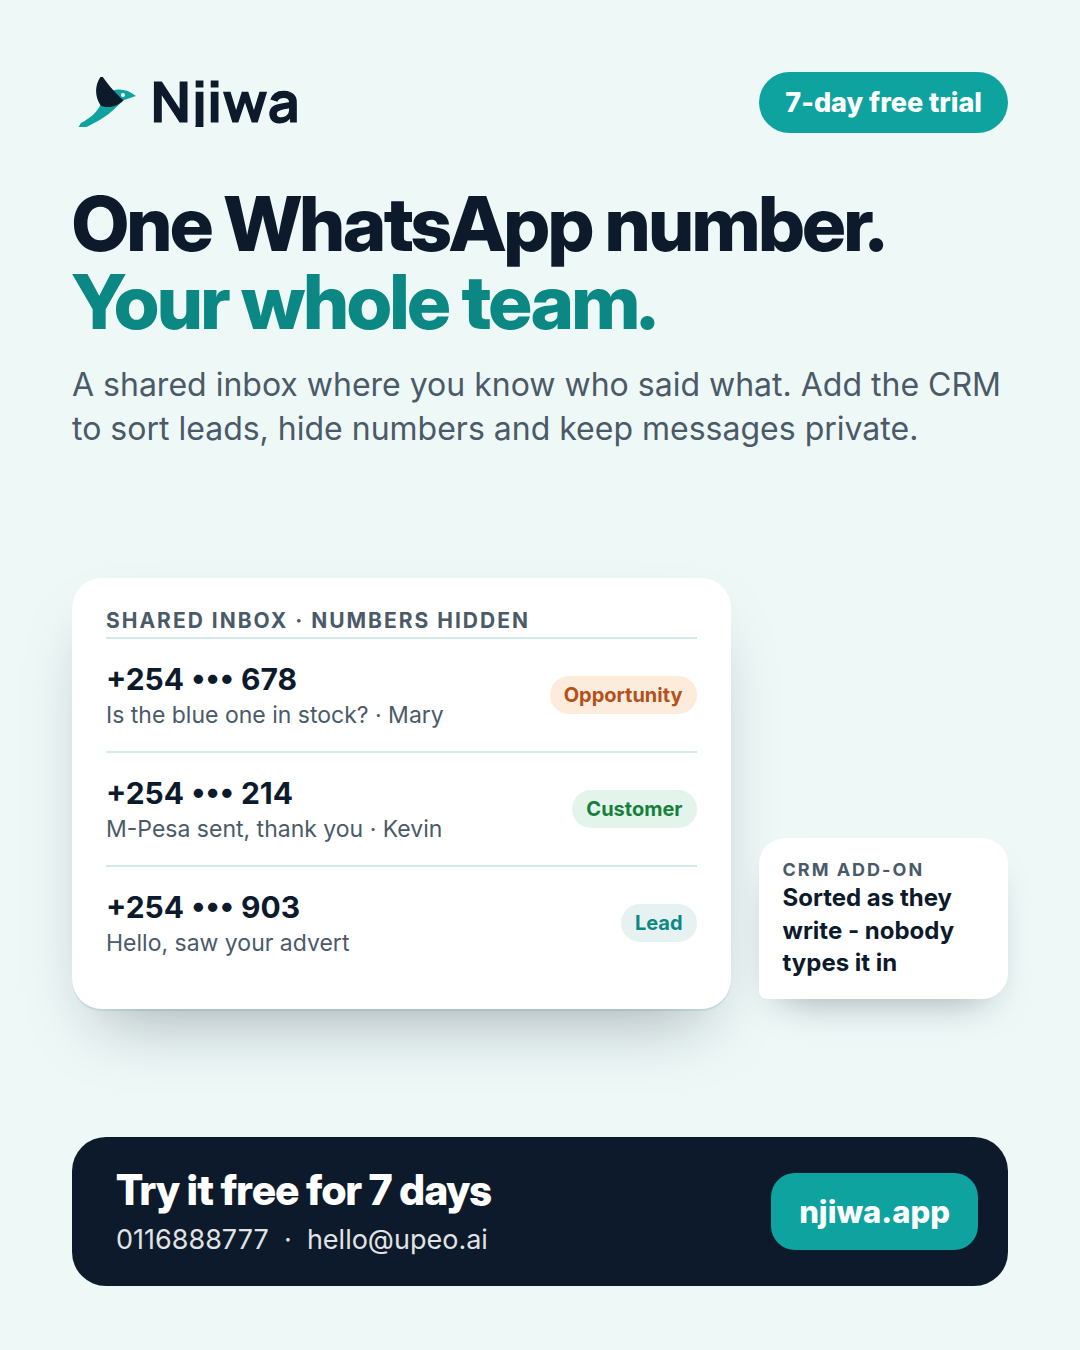 Njiwa
7-day free trial
One WhatsApp number.
Your whole team.
A shared inbox where you know who said what. Add the CRM
to sort leads, hide numbers and keep messages private.
SHARED INBOX · NUMBERS HIDDEN
+254 ••• 678
Is the blue one in stock? · Mary
Opportunity
+254 ••• 214
M-Pesa sent, thank you · Kevin
Customer
+254 ••• 903
Hello, saw your advert
Lead
CRM ADD-ON
Sorted as they
write - nobody
types it in
Try it free for 7 days
0116888777 · hello@upeo.ai
njiwa.app